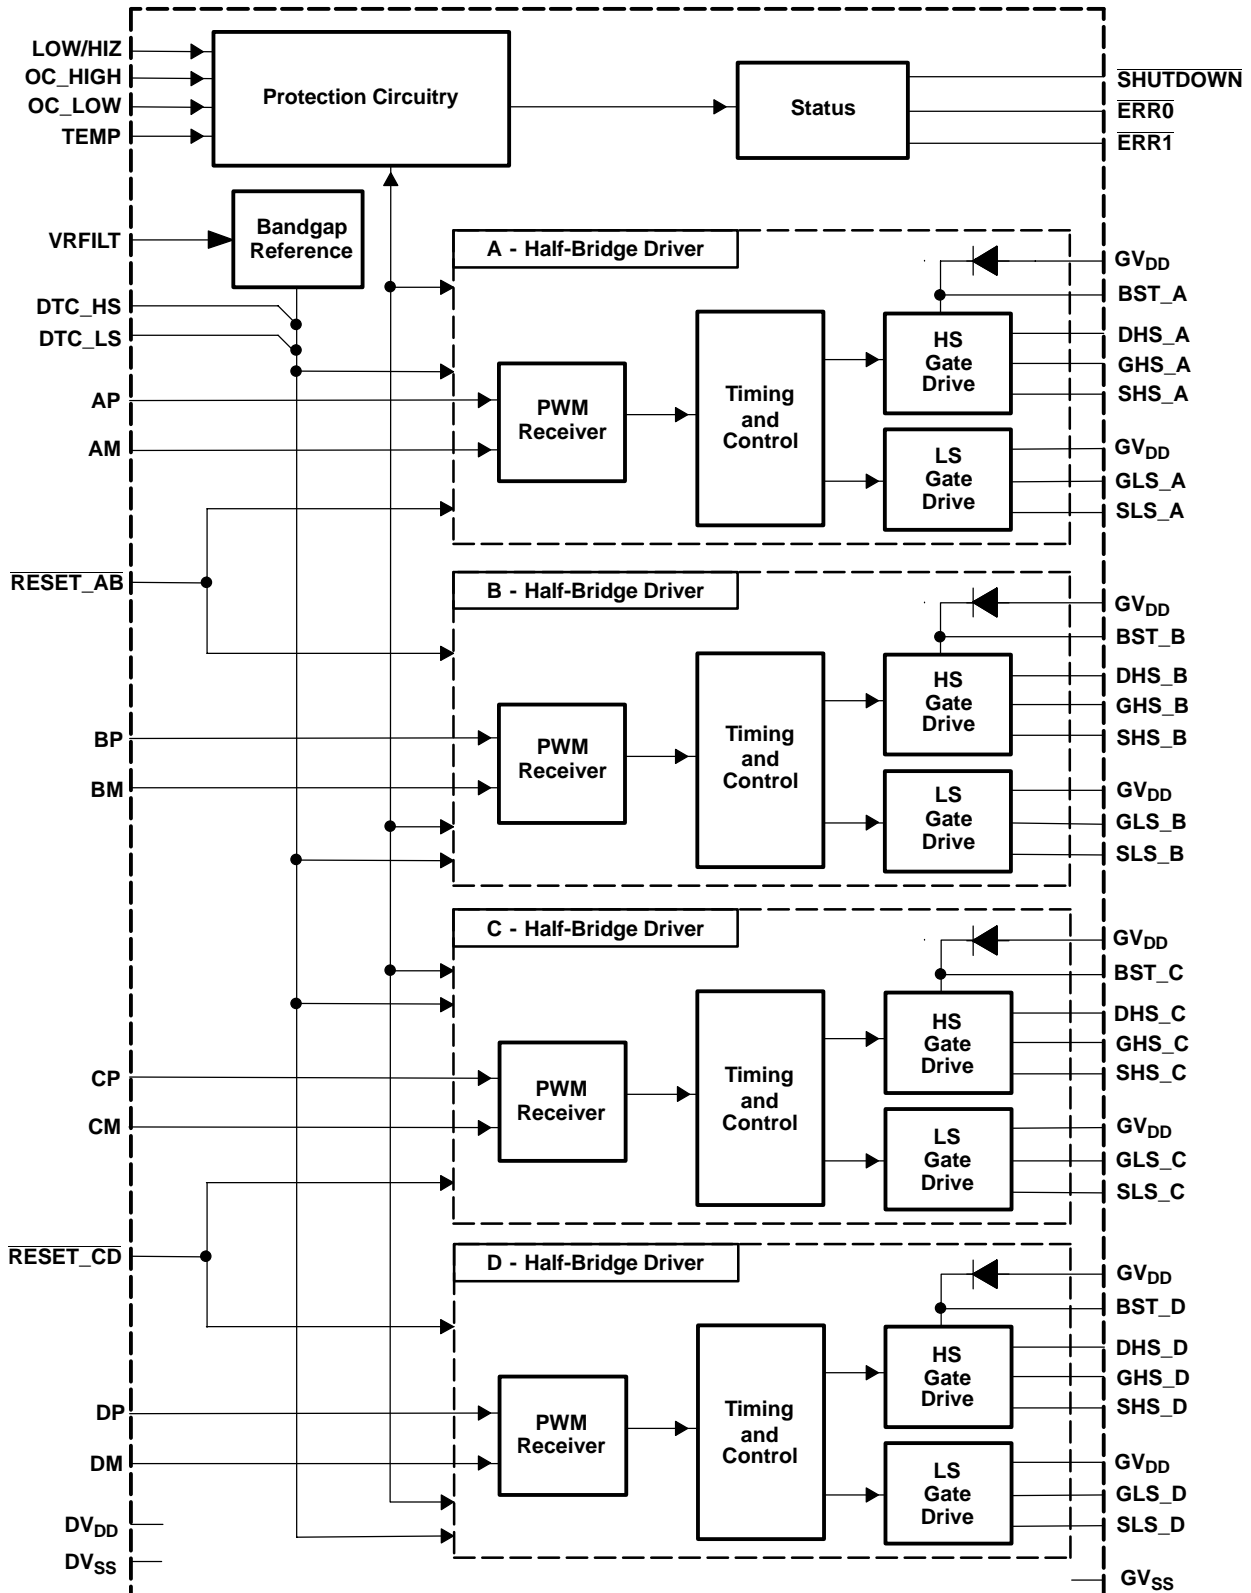 LOW/HIZ
OC_HIGH
OC_LOW
TEMP
Protection Circuitry
Status
SHUTDOWN
ERR0
ERR1
VRFILT
Bandgap
Reference
DTC_HS
DTC_LS
AP
AM
A - Half-Bridge Driver
PWM
Receiver
Timing
and
Control
HS
Gate
Drive
LS
Gate
Drive
GVDD
BST_A
DHS_A
GHS_A
SHS_A
GVDD
GLS_A
SLS_A
RESET_AB
BP
BM
B - Half-Bridge Driver
PWM
Receiver
Timing
and
Control
HS
Gate
Drive
LS
Gate
Drive
GVDD
BST_B
DHS_B
GHS_B
SHS_B
GVDD
GLS_B
SLS_B
CP
CM
C - Half-Bridge Driver
PWM
Receiver
Timing
and
Control
HS
Gate
Drive
LS
Gate
Drive
GVDD
BST_C
DHS_C
GHS_C
SHS_C
GVDD
GLS_C
SLS_C
RESET_CD
DP
DM
D - Half-Bridge Driver
PWM
Receiver
Timing
and
Control
HS
Gate
Drive
LS
Gate
Drive
GVDD
BST_D
DHS_D
GHS_D
SHS_D
GVDD
GLS_D
SLS_D
DVDD
DVSS
GVSS